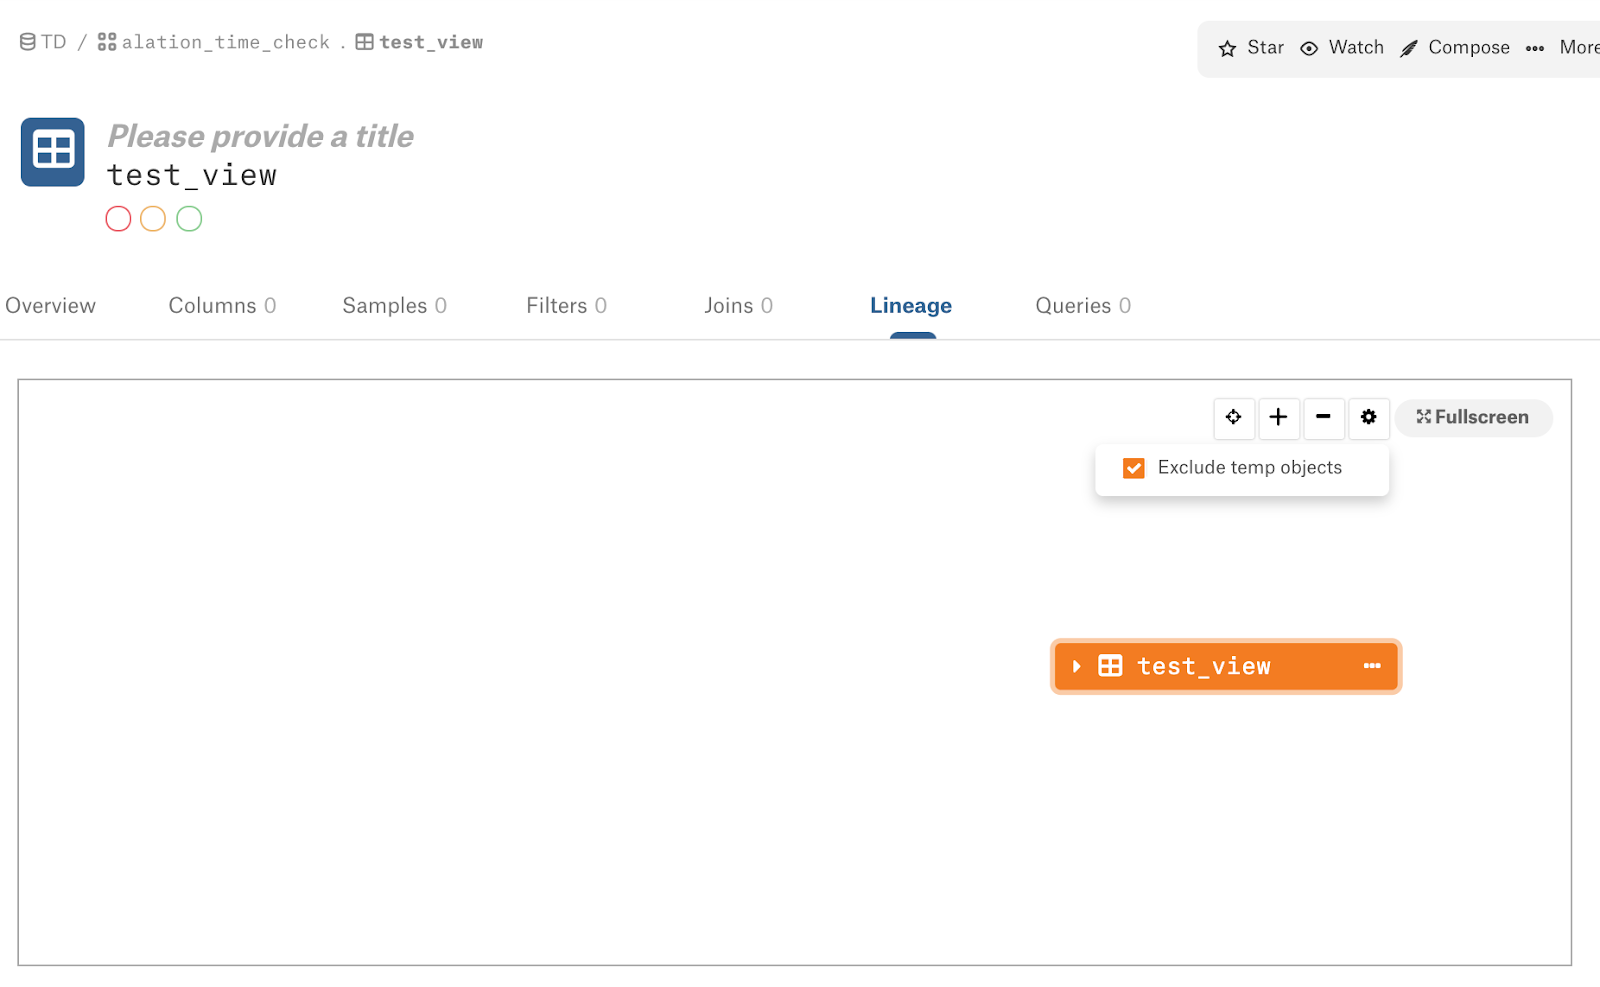 TD / alation_time_check . test_view
Star Watch Compose ••• More
Please provide a title
test_view
Overview Columns 0 Samples 0 Filters 0 Joins 0 Lineage Queries 0
Fullscreen
Exclude temp objects
test_view •••